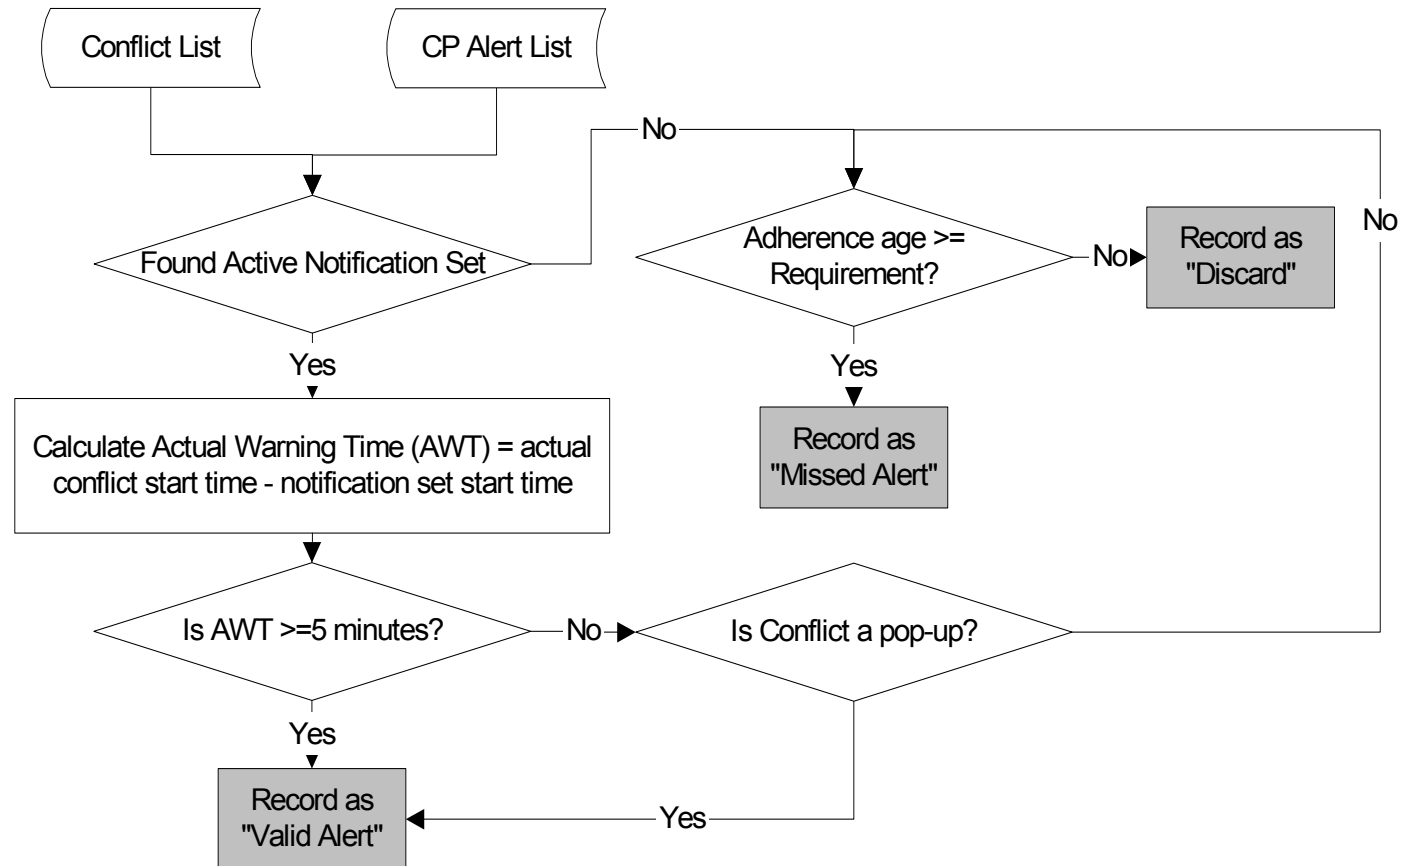 Conflict List
CP Alert List
No
No
Found Active Notification Set
Adherence age >=
Requirement?
No
Record as
"Discard"
Yes
Yes
Calculate Actual Warning Time (AWT) = actual
conflict start time - notification set start time
Record as
"Missed Alert"
Is AWT >=5 minutes?
No
Is Conflict a pop-up?
Yes
Record as
"Valid Alert"
Yes